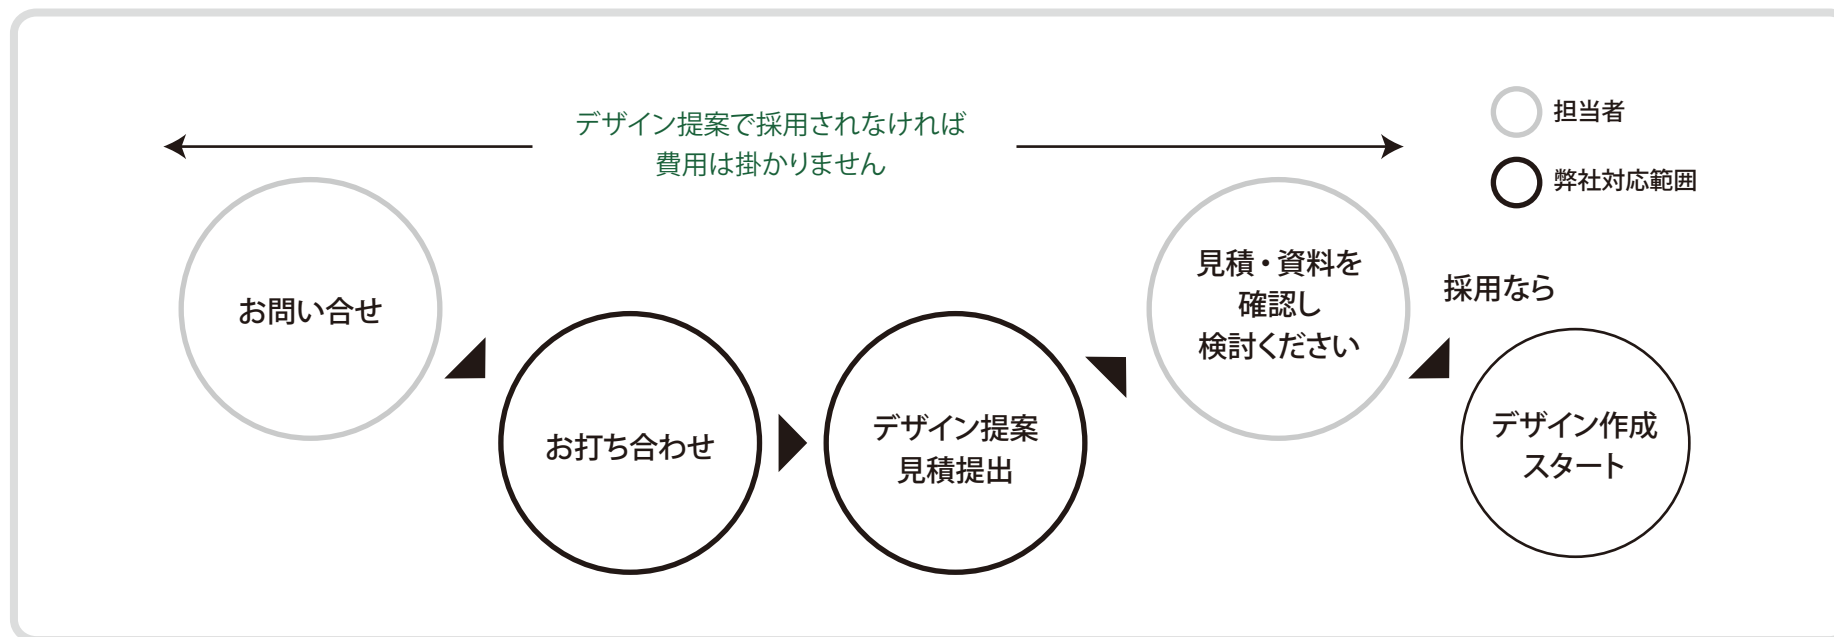 デザイン提案で採用されなければ
費用は掛かりません
担当者
弊社対応範囲
お問い合せ
お打ち合わせ
デザイン提案
見積提出
見積・資料を
確認し
検討ください
採用なら
デザイン作成
スタート